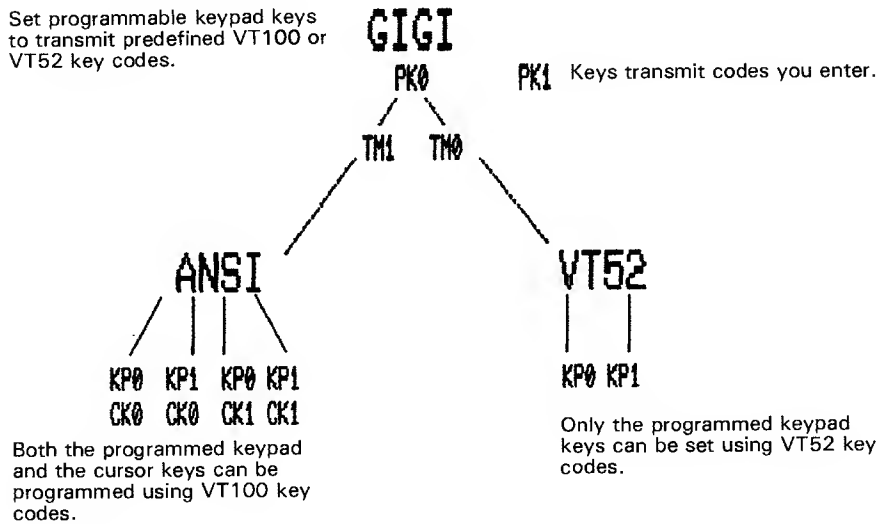 Set programmable keypad keys
to transmit predefined VT100 or
VT52 key codes.
GIGI
PK0
PK1 Keys transmit codes you enter.
TM1 TM0
ANSI
VT52
KP0 KP1 KP0 KP1
CK0 CK0 CK1 CK1
KP0 KP1
Both the programmed keypad
and the cursor keys can be
programmed using VT100 key
codes.
Only the programmed keypad
keys can be set using VT52 key
codes.